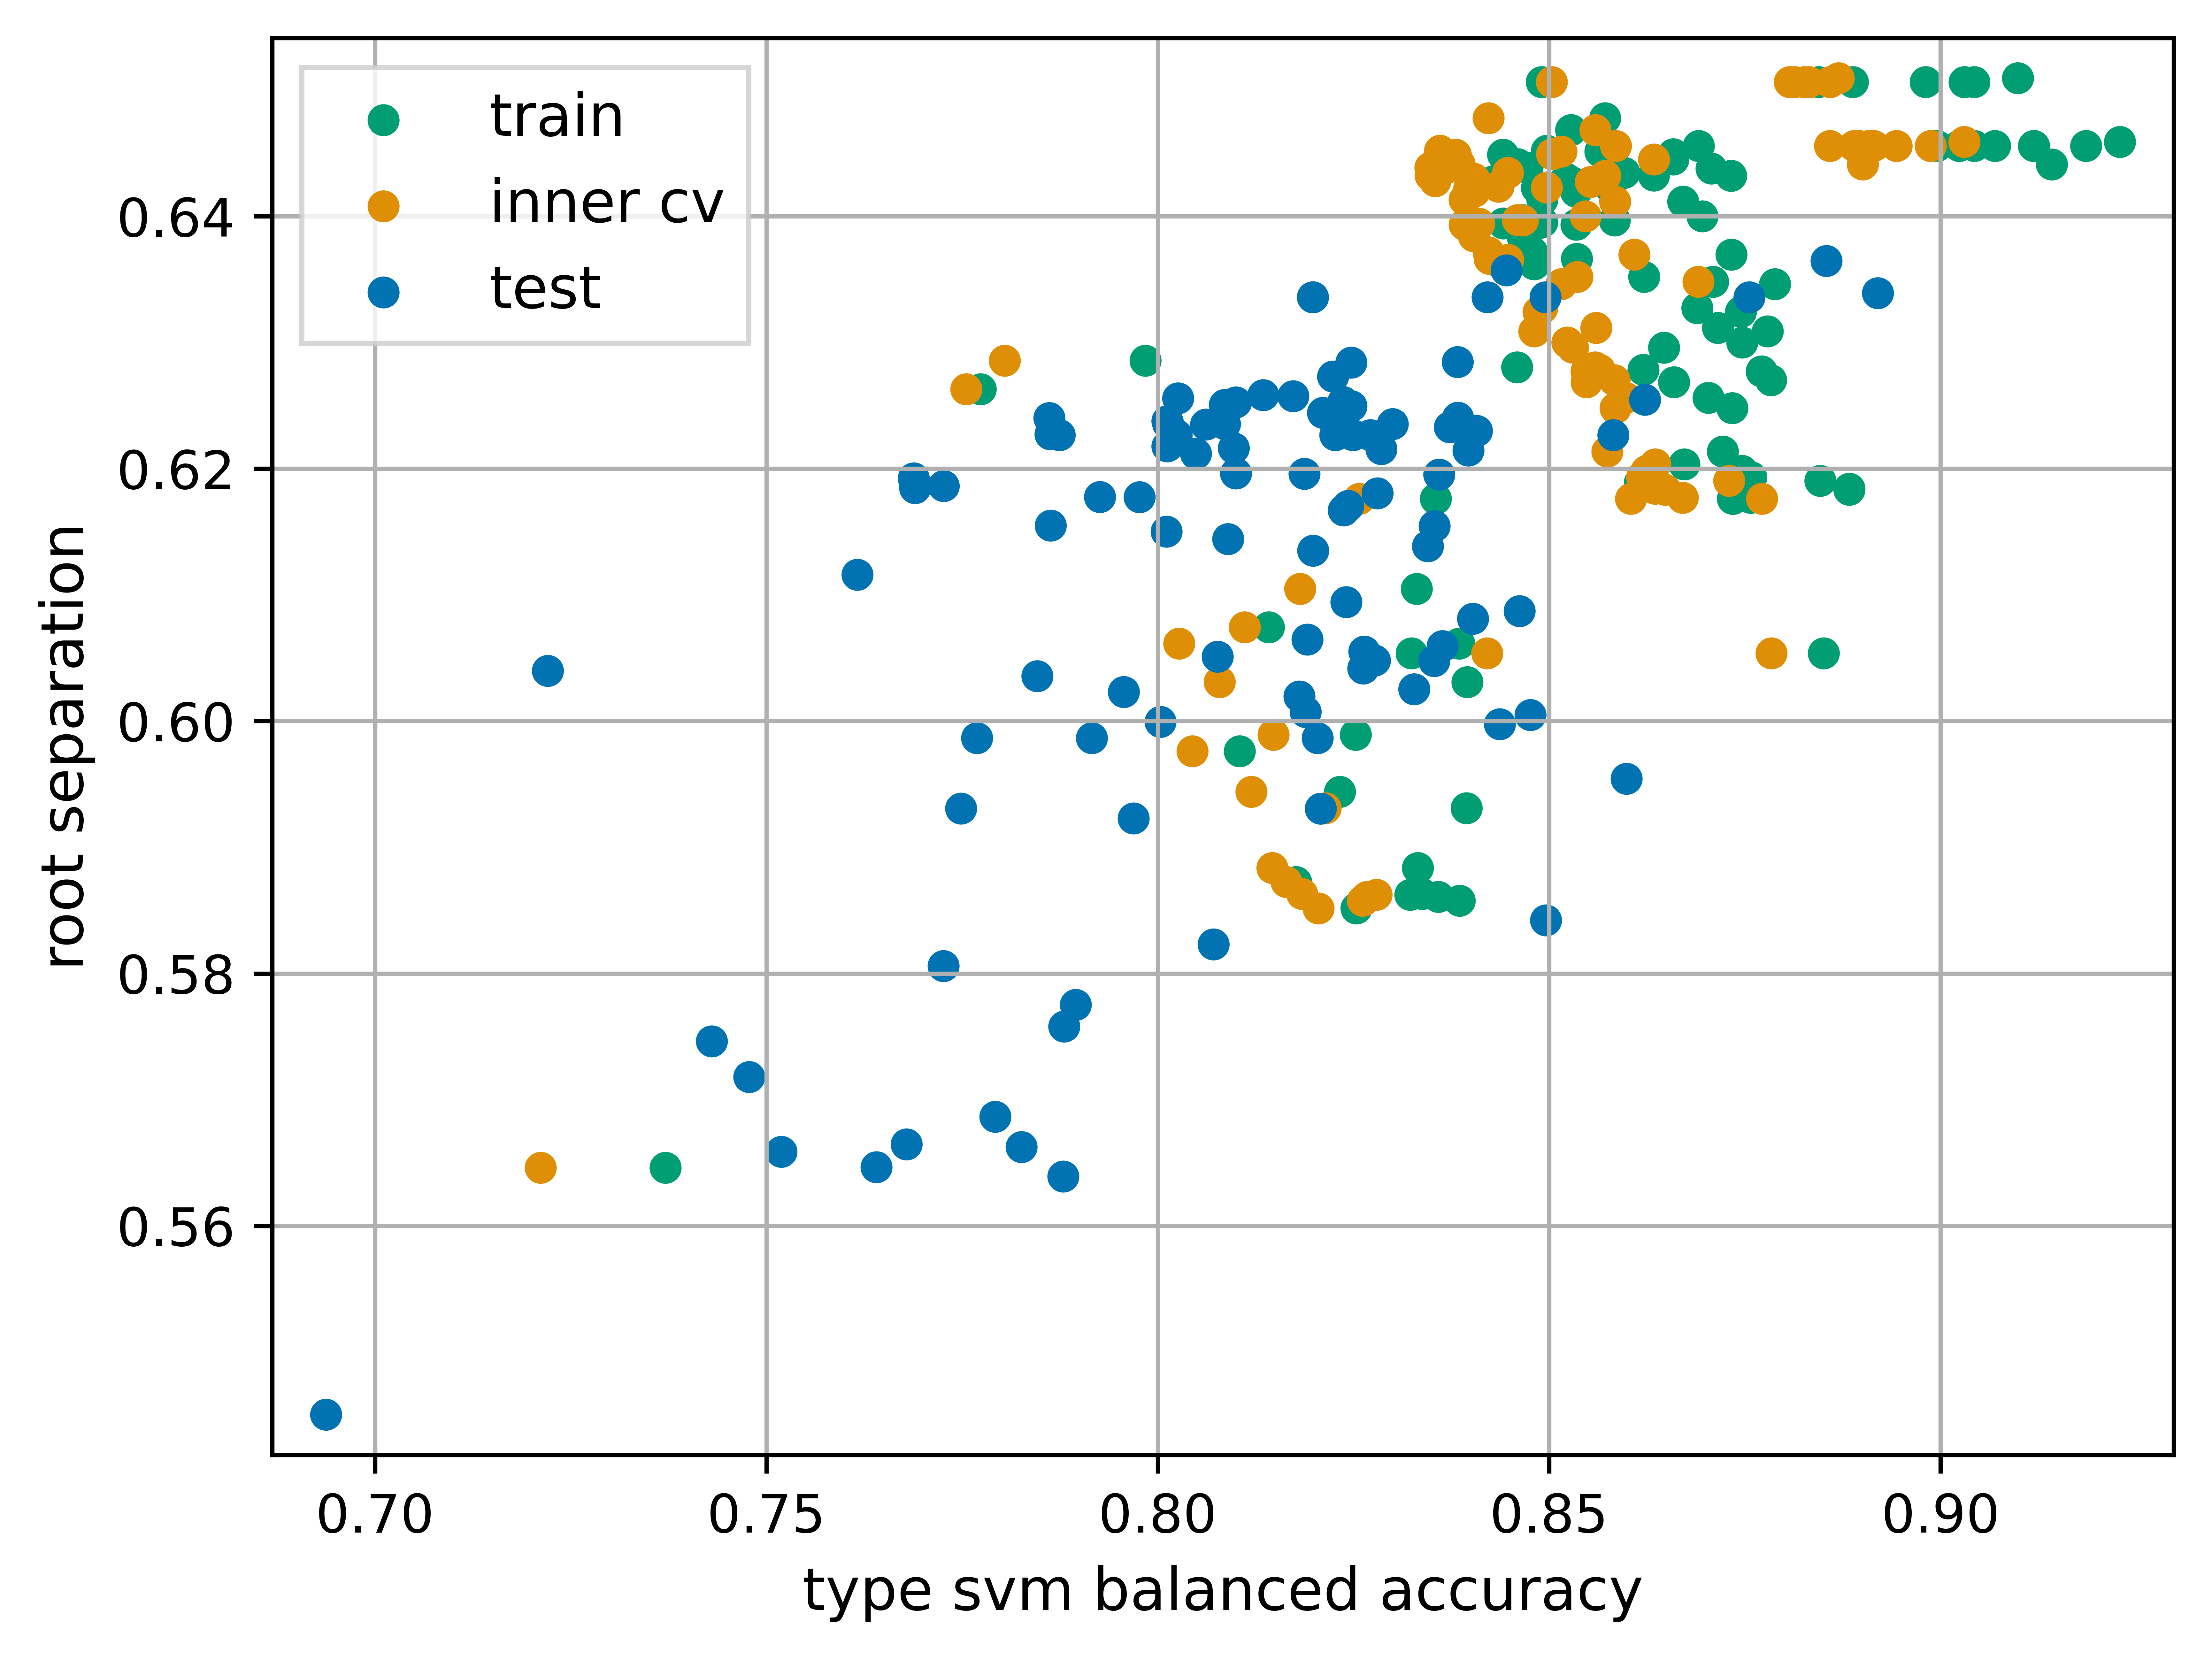 train
inner cv
test
0.64
0.62
0.60
0.58
0.56
root separation
0.70 0.75 0.80 0.85 0.90
type svm balanced accuracy